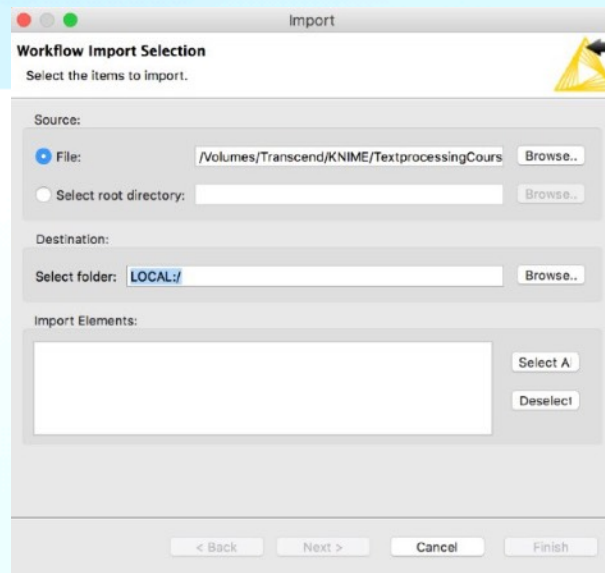 Import
Workflow Import Selection
Select the items to import.
Source:
File: /Volumes/Transcend/KNIME/TextprocessingCours Browse..
Select root directory: Browse..
Destination:
Select folder: LOCAL:/ Browse..
Import Elements:
Select A
Deselect
< Back Next > Cancel Finish